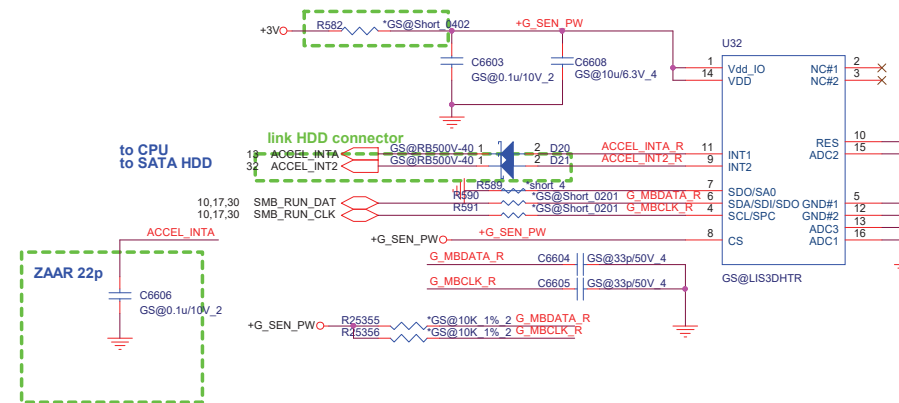 R582 *GS@Short_0402
+3V
+G_SEN_PW
U32
C6603
GS@0.1u/10V_2
C6608
GS@10u/6.3V_4
1 Vdd_IO NC#1 2
14 VDD NC#2 3
link HDD connector
to CPU
to SATA HDD
13 ACCEL_INTA GS@RB500V-40 1 2 D20 ACCEL_INTA_R 11 INT1
32 ACCEL_INT2 GS@RB500V-40 1 2 D21 ACCEL_INT2_R 9 INT2
RES 10
ADC2 15
R589 *short_4 7 SDO/SA0
10,17,30 SMB_RUN_DAT R590 *GS@Short_0201 G_MBDATA_R 6 SDA/SDI/SDO GND#1 5
10,17,30 SMB_RUN_CLK R591 *GS@Short_0201 G_MBCLK_R 4 SCL/SPC GND#2 12
ADC3 13
ACCEL_INTA
+G_SEN_PW +G_SEN_PW 8 CS ADC1 16
G_MBDATA_R C6604 GS@33p/50V_4
GS@LIS3DHTR
ZAAR 22p
G_MBCLK_R C6605 GS@33p/50V_4
C6606
GS@0.1u/10V_2
+G_SEN_PW R25355 *GS@10K_1%_2 G_MBDATA_R
R25356 *GS@10K_1%_2 G_MBCLK_R